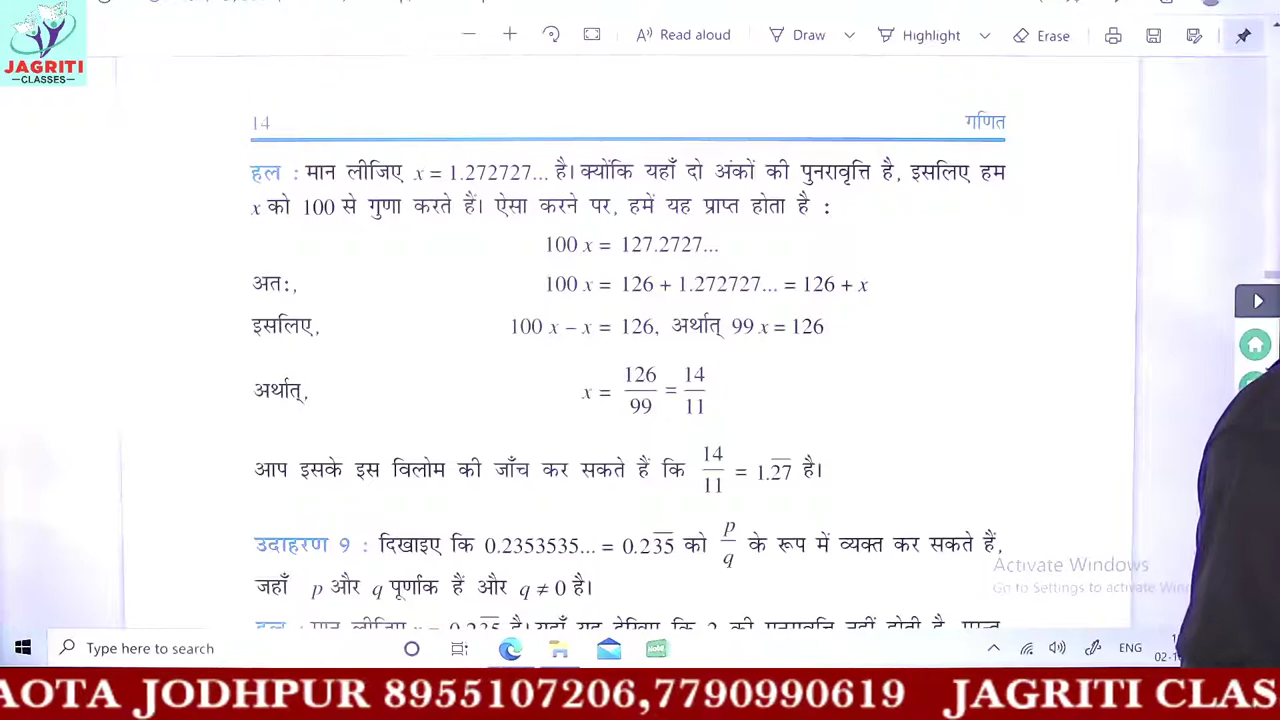 JAGRITI
CLASSES
Read aloud
Draw
Highlight
Erase
14 गणित
हल : मान लीजिए x = 1.272727... है। क्योंकि यहाँ दो अंकों की पुनरावृत्ति है, इसलिए हम
x को 100 से गुणा करते हैं। ऐसा करने पर, हमें यह प्राप्त होता है :
100 x = 127.2727...
अतः, 100 x = 126 + 1.272727... = 126 + x
इसलिए, 100 x – x = 126, अर्थात् 99 x = 126
अर्थात्, x = 126/99 = 14/11
आप इसके इस विलोम की जाँच कर सकते हैं कि 14/11 = 1.2̅7̅ है।
उदाहरण 9 : दिखाइए कि 0.2353535... = 0.23̅5̅ को p/q के रूप में व्यक्त कर सकते हैं,
जहाँ p और q पूर्णांक हैं और q ≠ 0 है।
Activate Windows
Go to Settings to activate
Type here to search
ENG
AOTA JODHPUR 8955107206,7790990619 JAGRITI CLAS